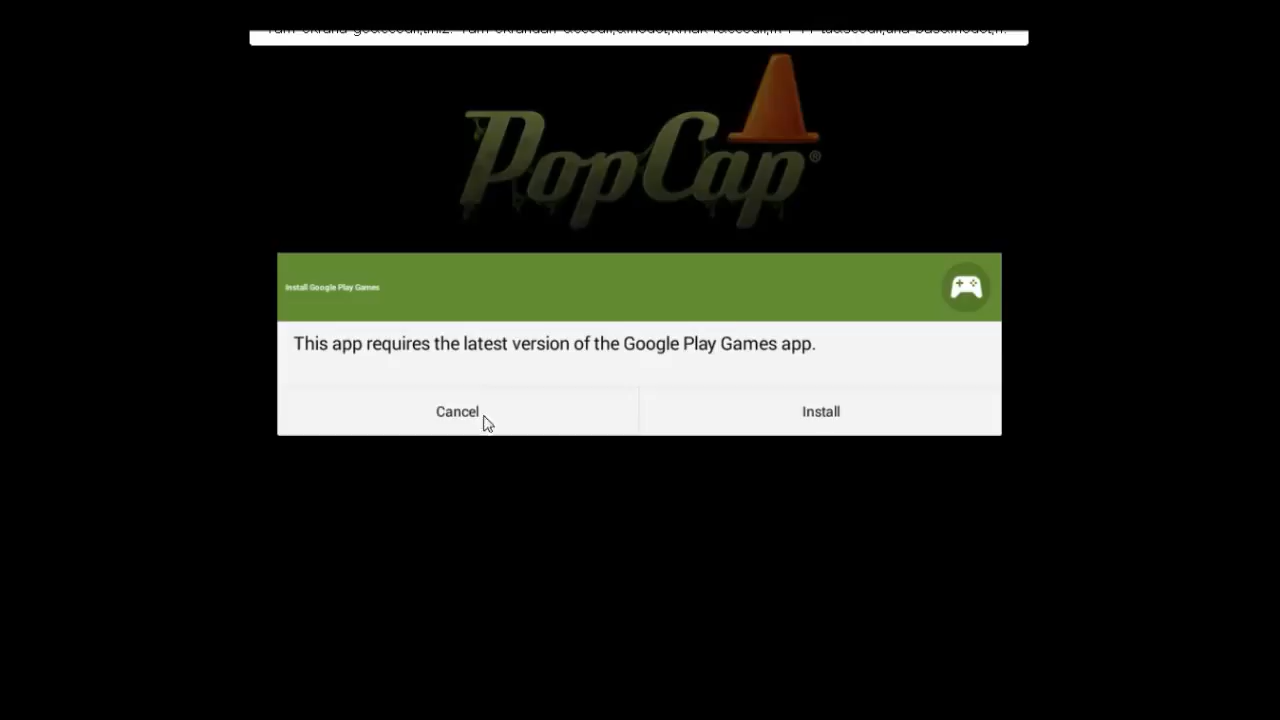 PopCap®
Install Google Play Games
This app requires the latest version of the Google Play Games app.
Cancel
Install